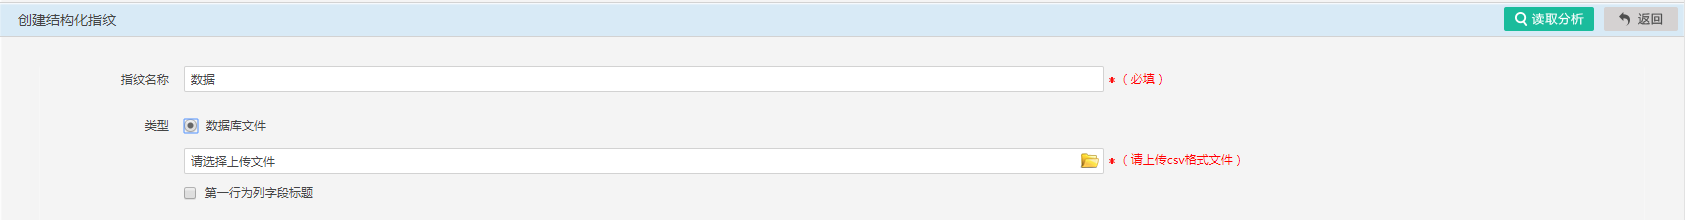 创建结构化指纹 读取分析 返回
指纹名称 数据 *（必填）
类型 数据库文件
请选择上传文件 *（请上传csv格式文件）
第一行为列字段标题